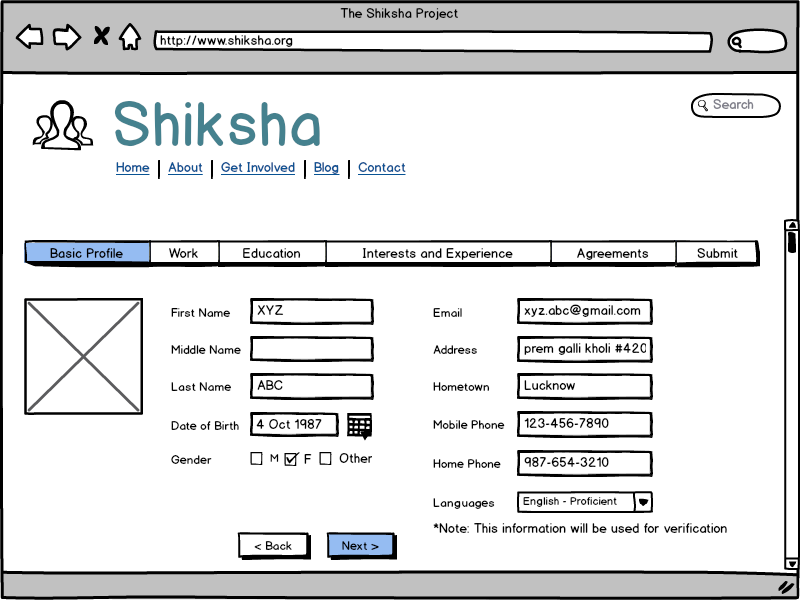 The Shiksha Project
http://www.shiksha.org
Shiksha
Search
Home | About | Get Involved | Blog | Contact
Basic Profile Work Education Interests and Experience Agreements Submit
First Name XYZ Email xyz.abc@gmail.com
Middle Name Address prem galli kholi #420
Last Name ABC Hometown Lucknow
Date of Birth 4 Oct 1987 Mobile Phone 123-456-7890
Gender M F Other Home Phone 987-654-3210
Languages English - Proficient
*Note: This information will be used for verification
< Back Next >